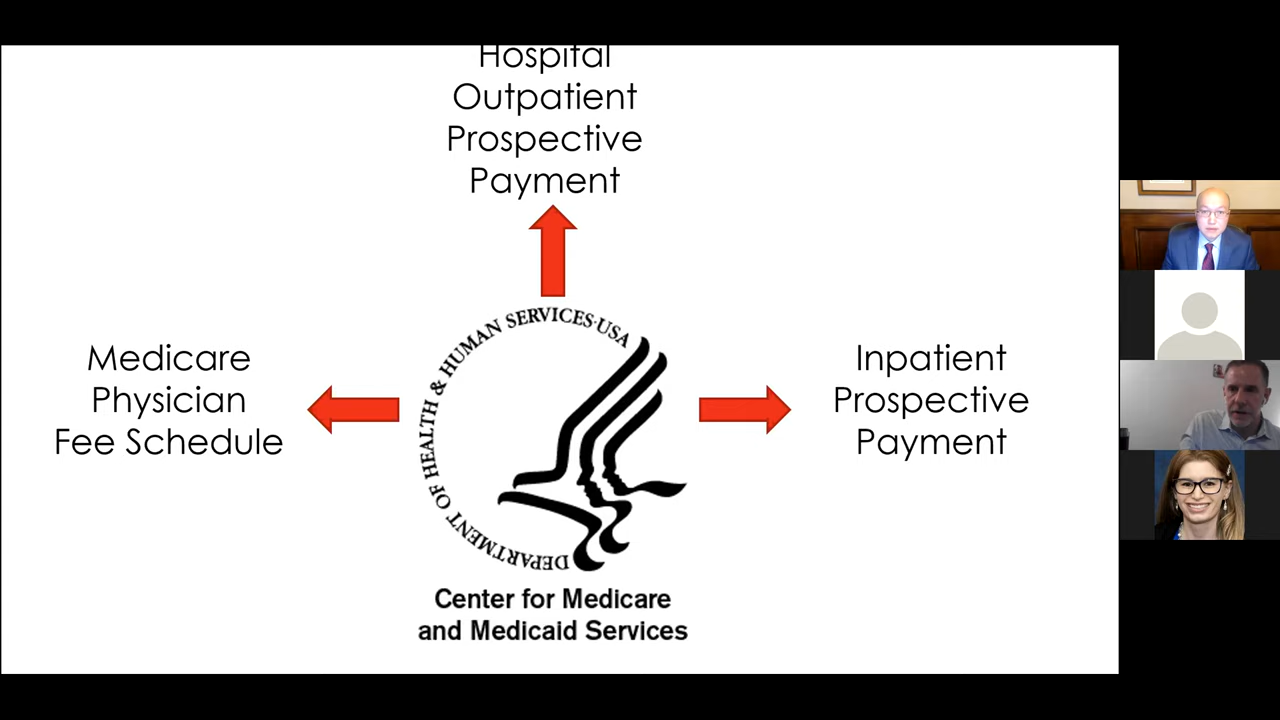 Hospital
Outpatient
Prospective
Payment
Medicare
Physician
Fee Schedule
DEPARTMENT OF HEALTH & HUMAN SERVICES·USA
Inpatient
Prospective
Payment
Center for Medicare
and Medicaid Services